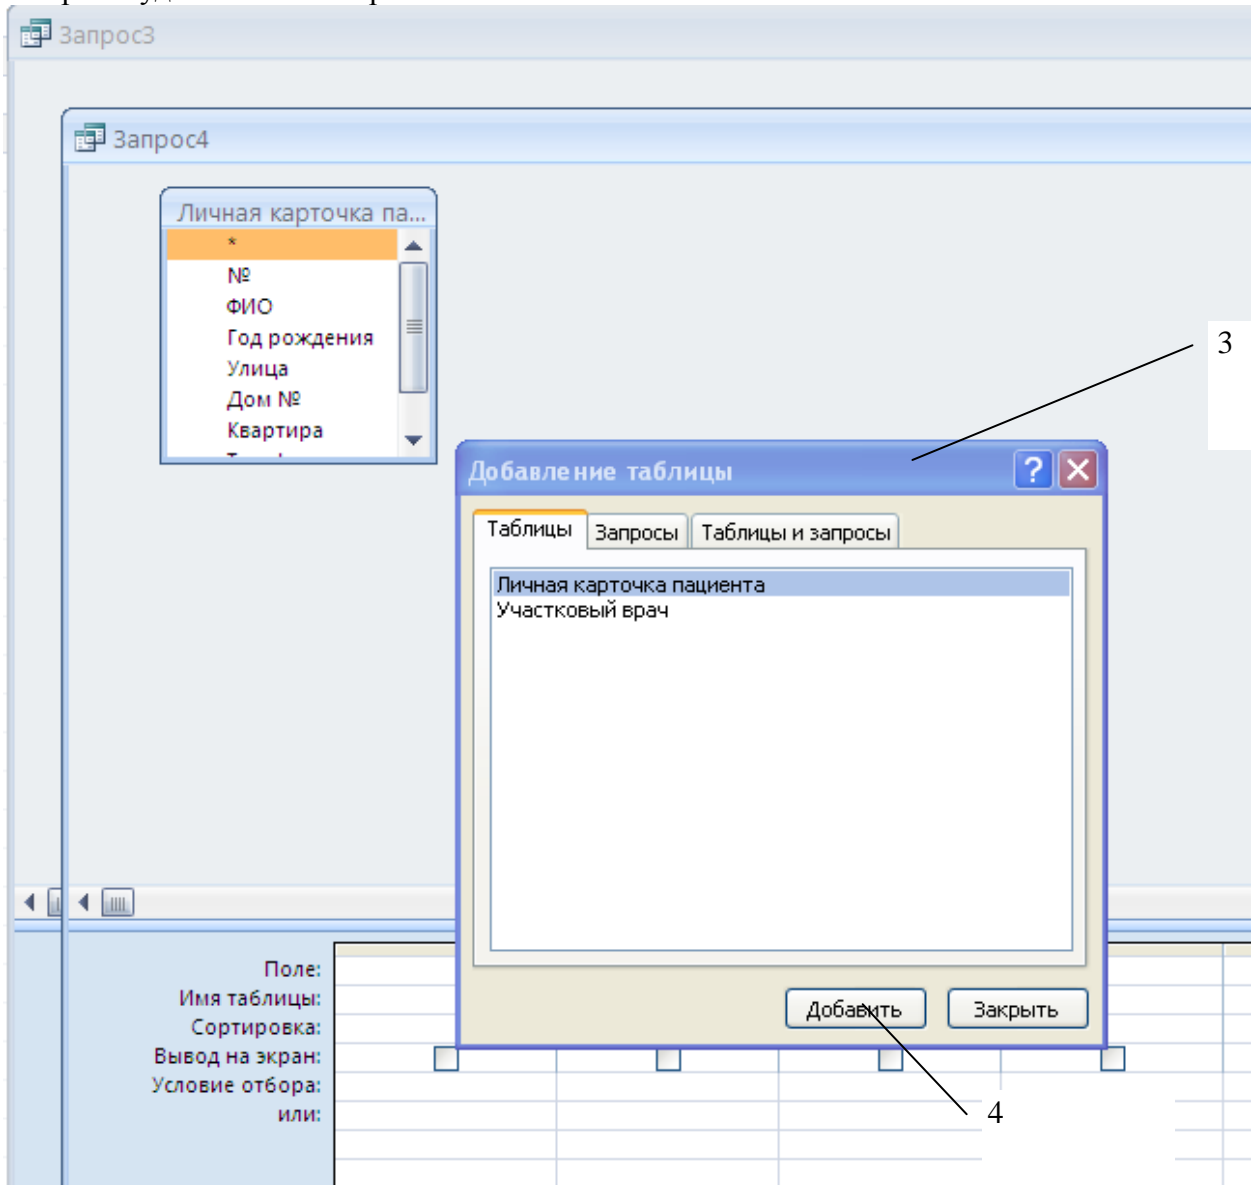 Запрос3
Запрос4
Личная карточка па...
*
№
ФИО
Год рождения
Улица
Дом №
Квартира
3
Добавление таблицы
Таблицы Запросы Таблицы и запросы
Личная карточка пациента
Участковый врач
Добавить Закрыть
Поле:
Имя таблицы:
Сортировка:
Вывод на экран:
Условие отбора:
или:
4